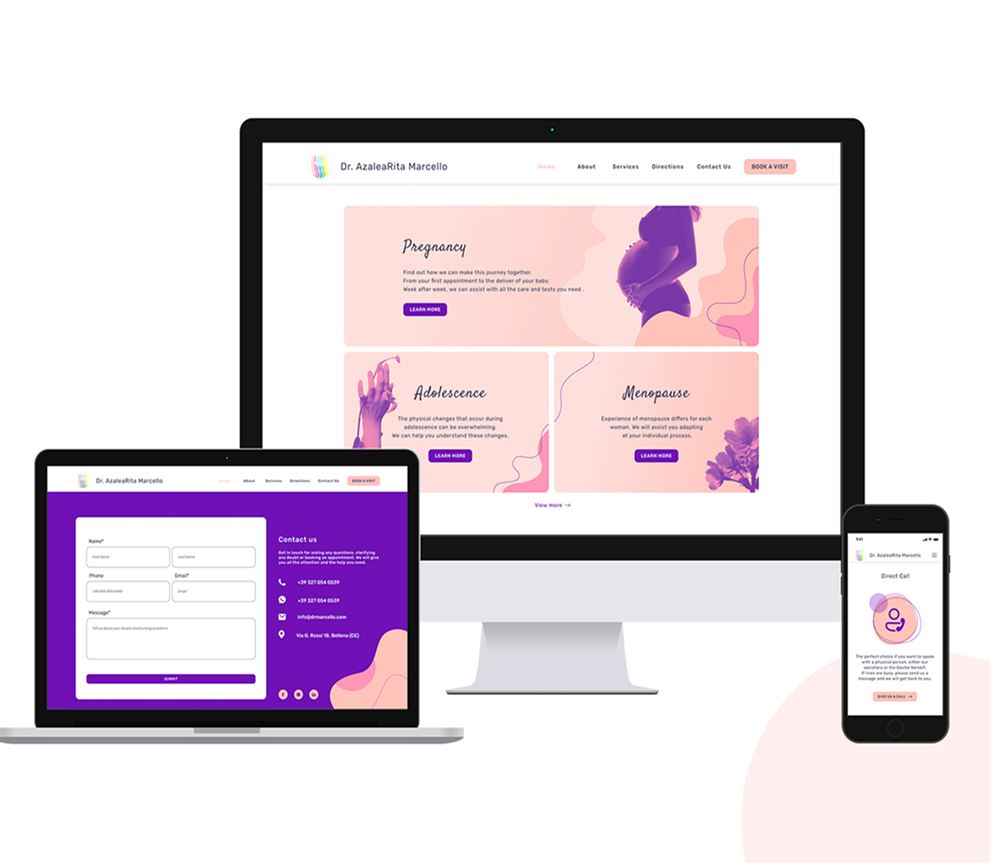 Dr. AzaleaRita Marcello
Home About Services Directions Contact Us BOOK A VISIT
Pregnancy
Find out how we can make this journey together.
From your first appointment to the deliver of your baby.
Week after week, we can assist with all the care and tests you need .
LEARN MORE
Adolescence
The physical changes that occur during
adolescence can be overwhelming.
We can help you understand these changes.
LEARN MORE
Menopause
Experience of menopause differs for each
woman. We will assist you adapting
at your individual process.
LEARN MORE
View more →
Dr. AzaleaRita Marcello
Home About Services Directions Contact Us BOOK A VISIT
Name*
First Name Last Name
Phone Email*
Email
Message*
Tell us about your doubts and burning questions
SUBMIT
Contact us
Get in touch for asking any questions, clarifying
any doubt or booking an appointment. We will give
you all the attention and the help you need.
+39 327 054 0539
+39 327 054 0539
info@drmarcello.com
Via G. Rossi 18, Bellona (CE)
9:41
Dr. AzaleaRita Marcello
Direct Call
The perfect choice if you want to speak
with a physical person, either our
secretary or the Doctor herself.
If lines are busy, please send us a
message and we will get back to you.
GIVE US A CALL →